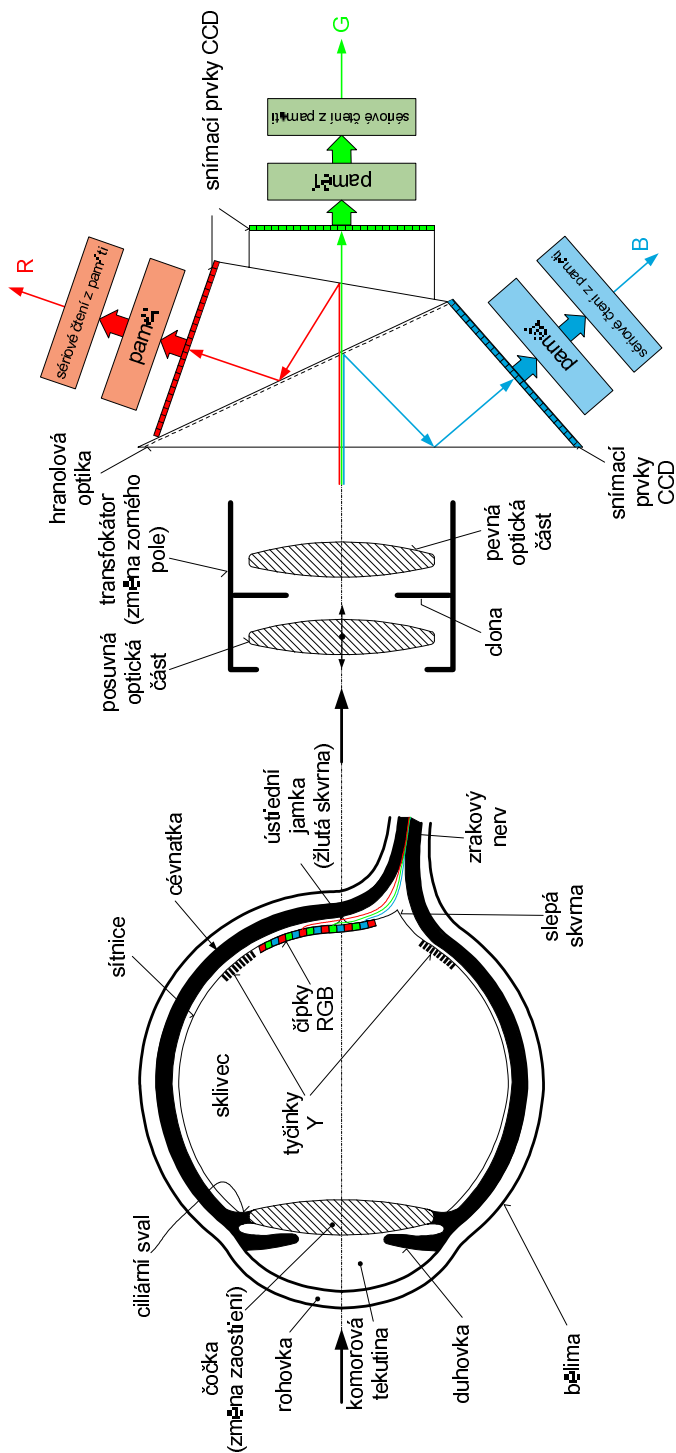 ciliární sval
čočka
(změna zaostření)
rohovka
komorová
tekutina
duhovka
bělima
sítnice
cévnatka
sklivec
tyčinky
Y
čípky
RGB
ústřední
jamka
(žlutá skvrna)
slepá
skvrna
zrakový
nerv
posuvná
optická
část
transfokátor
(změna zorného
pole)
hranolová
optika
clona
pevná
optická
část
snímací
prvky
CCD
snímací prvky CCD
paměť
sériové čtení z paměti
R
paměť
sériové čtení z paměti
G
paměť
sériové čtení z paměti
B